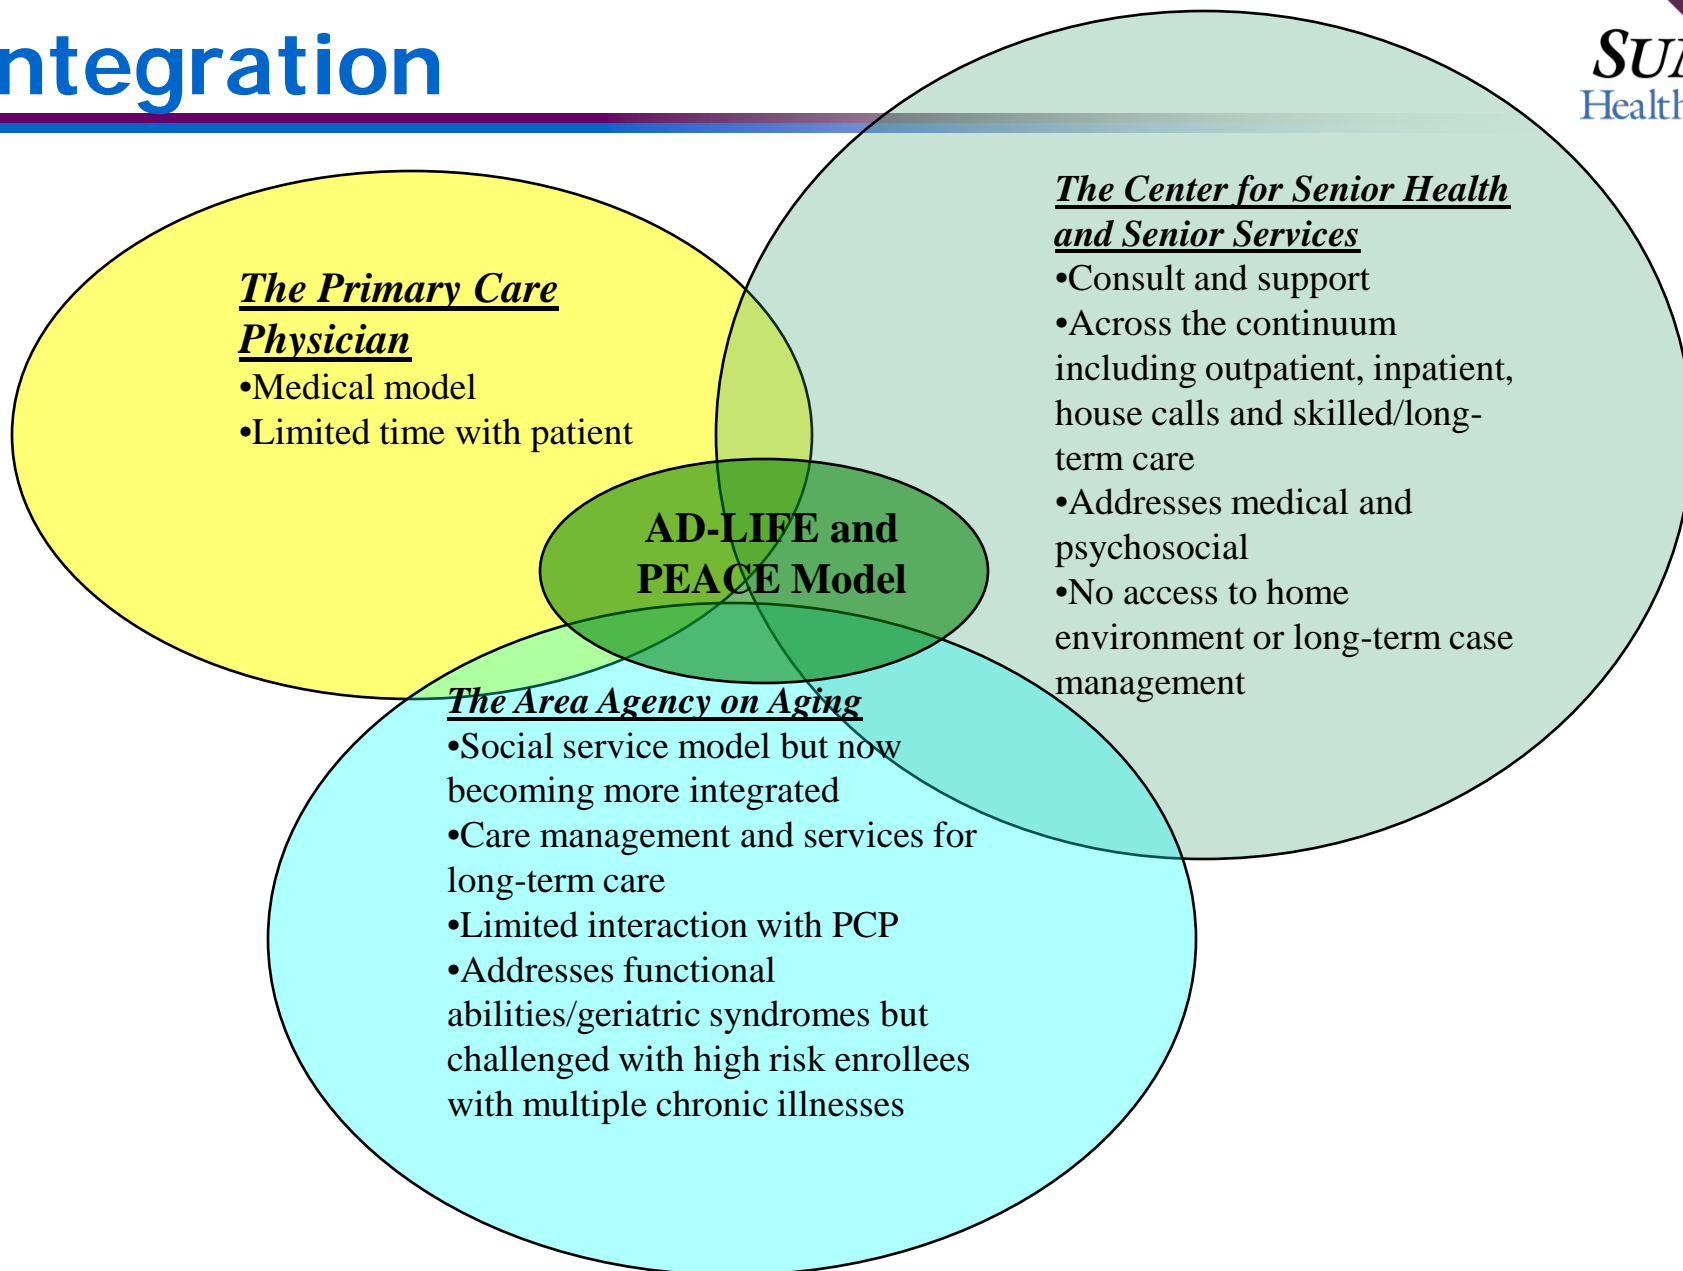 ntegration
SUM
Health
The Primary Care
Physician
•Medical model
•Limited time with patient
The Center for Senior Health
and Senior Services
•Consult and support
•Across the continuum
including outpatient, inpatient,
house calls and skilled/long-
term care
•Addresses medical and
psychosocial
•No access to home
environment or long-term case
management
AD-LIFE and
PEACE Model
The Area Agency on Aging
•Social service model but now
becoming more integrated
•Care management and services for
long-term care
•Limited interaction with PCP
•Addresses functional
abilities/geriatric syndromes but
challenged with high risk enrollees
with multiple chronic illnesses